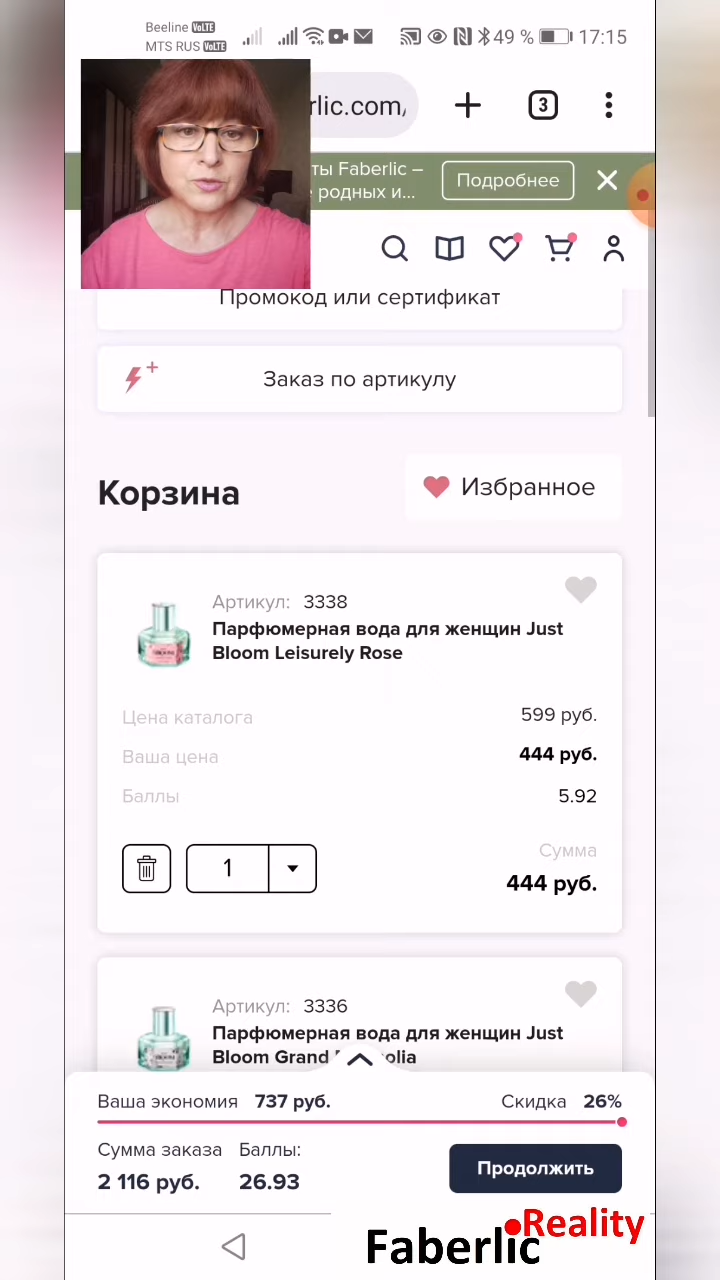 Beeline VoLTE
MTS RUS VoLTE
49 % 17:15
rlic.com,
3
ты Faberlic –
родных и...
Подробнее
Промокод или сертификат
Заказ по артикулу
Корзина
Избранное
Артикул: 3338
Парфюмерная вода для женщин Just
Bloom Leisurely Rose
Цена каталога 599 руб.
Ваша цена 444 руб.
Баллы 5.92
1
Сумма
444 руб.
Артикул: 3336
Парфюмерная вода для женщин Just
Bloom Grand
Ваша экономия 737 руб. Скидка 26%
Сумма заказа Баллы:
2 116 руб. 26.93
Продолжить
Reality
Faberlic